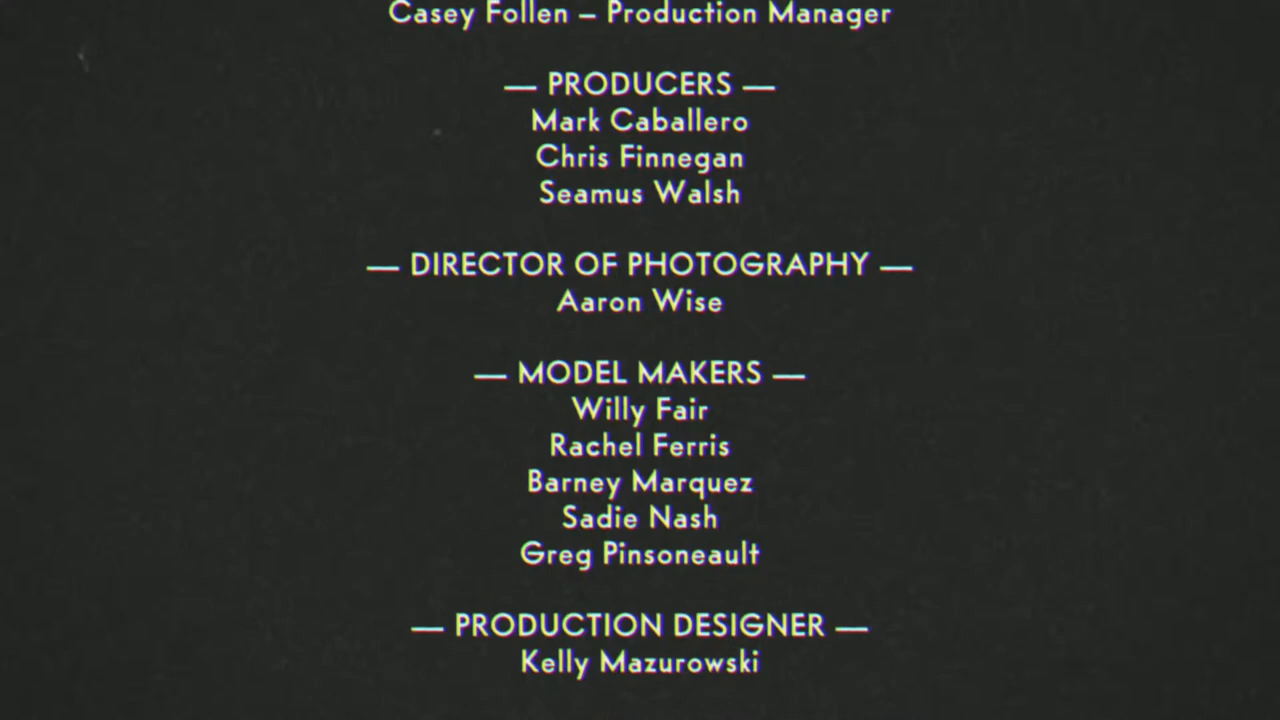 Casey Follen – Production Manager
— PRODUCERS —
Mark Caballero
Chris Finnegan
Seamus Walsh
— DIRECTOR OF PHOTOGRAPHY —
Aaron Wise
— MODEL MAKERS —
Willy Fair
Rachel Ferris
Barney Marquez
Sadie Nash
Greg Pinsoneault
— PRODUCTION DESIGNER —
Kelly Mazurowski